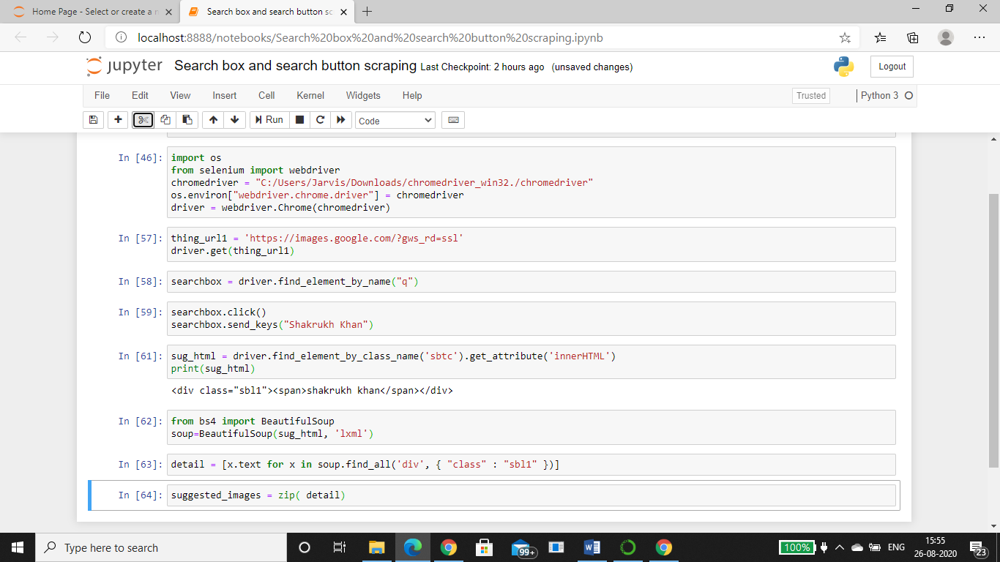 Home Page - Select or create a n
Search box and search button sc
localhost:8888/notebooks/Search%20box%20and%20search%20button%20scraping.ipynb
jupyter Search box and search button scraping Last Checkpoint: 2 hours ago (unsaved changes)
Logout
File Edit View Insert Cell Kernel Widgets Help
Trusted
Python 3
Run
Code
In [46]:
import os
from selenium import webdriver
chromedriver = "C:/Users/Jarvis/Downloads/chromedriver_win32./chromedriver"
os.environ["webdriver.chrome.driver"] = chromedriver
driver = webdriver.Chrome(chromedriver)
In [57]:
thing_url1 = 'https://images.google.com/?gws_rd=ssl'
driver.get(thing_url1)
In [58]:
searchbox = driver.find_element_by_name("q")
In [59]:
searchbox.click()
searchbox.send_keys("Shakrukh Khan")
In [61]:
sug_html = driver.find_element_by_class_name('sbtc').get_attribute('innerHTML')
print(sug_html)
<div class="sbl1"><span>shakrukh khan</span></div>
In [62]:
from bs4 import BeautifulSoup
soup=BeautifulSoup(sug_html, 'lxml')
In [63]:
detail = [x.text for x in soup.find_all('div', { "class" : "sbl1" })]
In [64]:
suggested_images = zip( detail)
Type here to search
99+
100%
ENG
15:55
26-08-2020
23